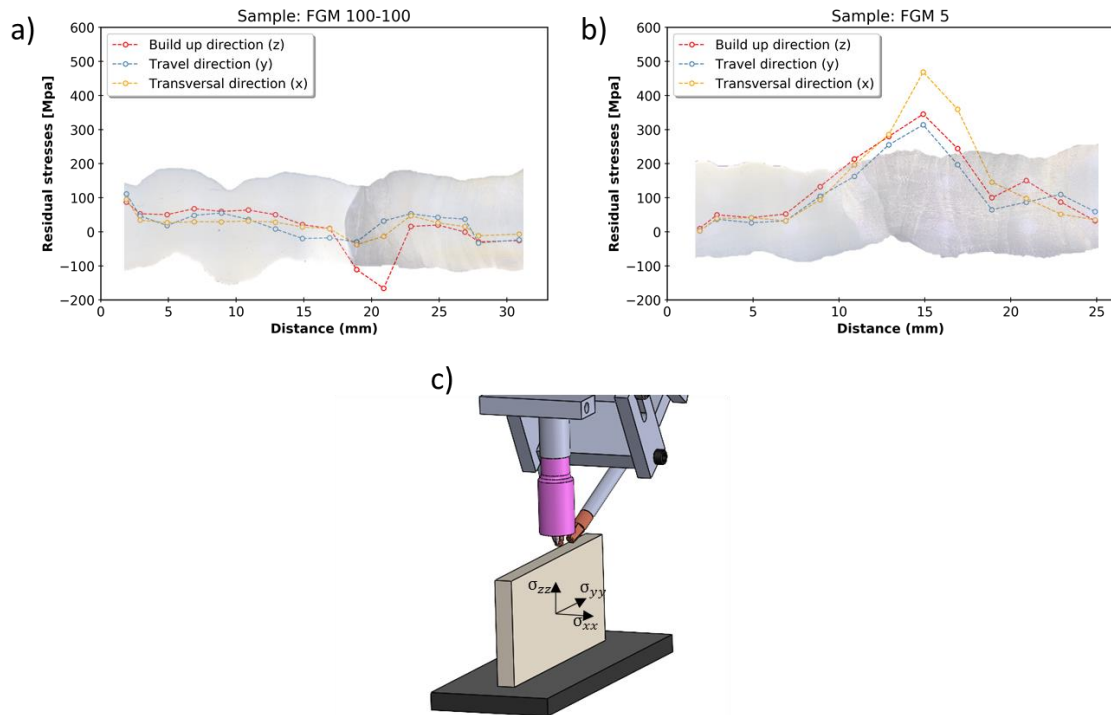 a)
Sample: FGM 100-100
600
500
400
300
200
100
0
−100
−200
Residual stresses [Mpa]
Build up direction (z)
Travel direction (y)
Transversal direction (x)
0 5 10 15 20 25 30
Distance (mm)
b)
Sample: FGM 5
600
500
400
300
200
100
0
−100
−200
Residual stresses [Mpa]
Build up direction (z)
Travel direction (y)
Transversal direction (x)
0 5 10 15 20 25
Distance (mm)
c)
σzz
σyy
σxx